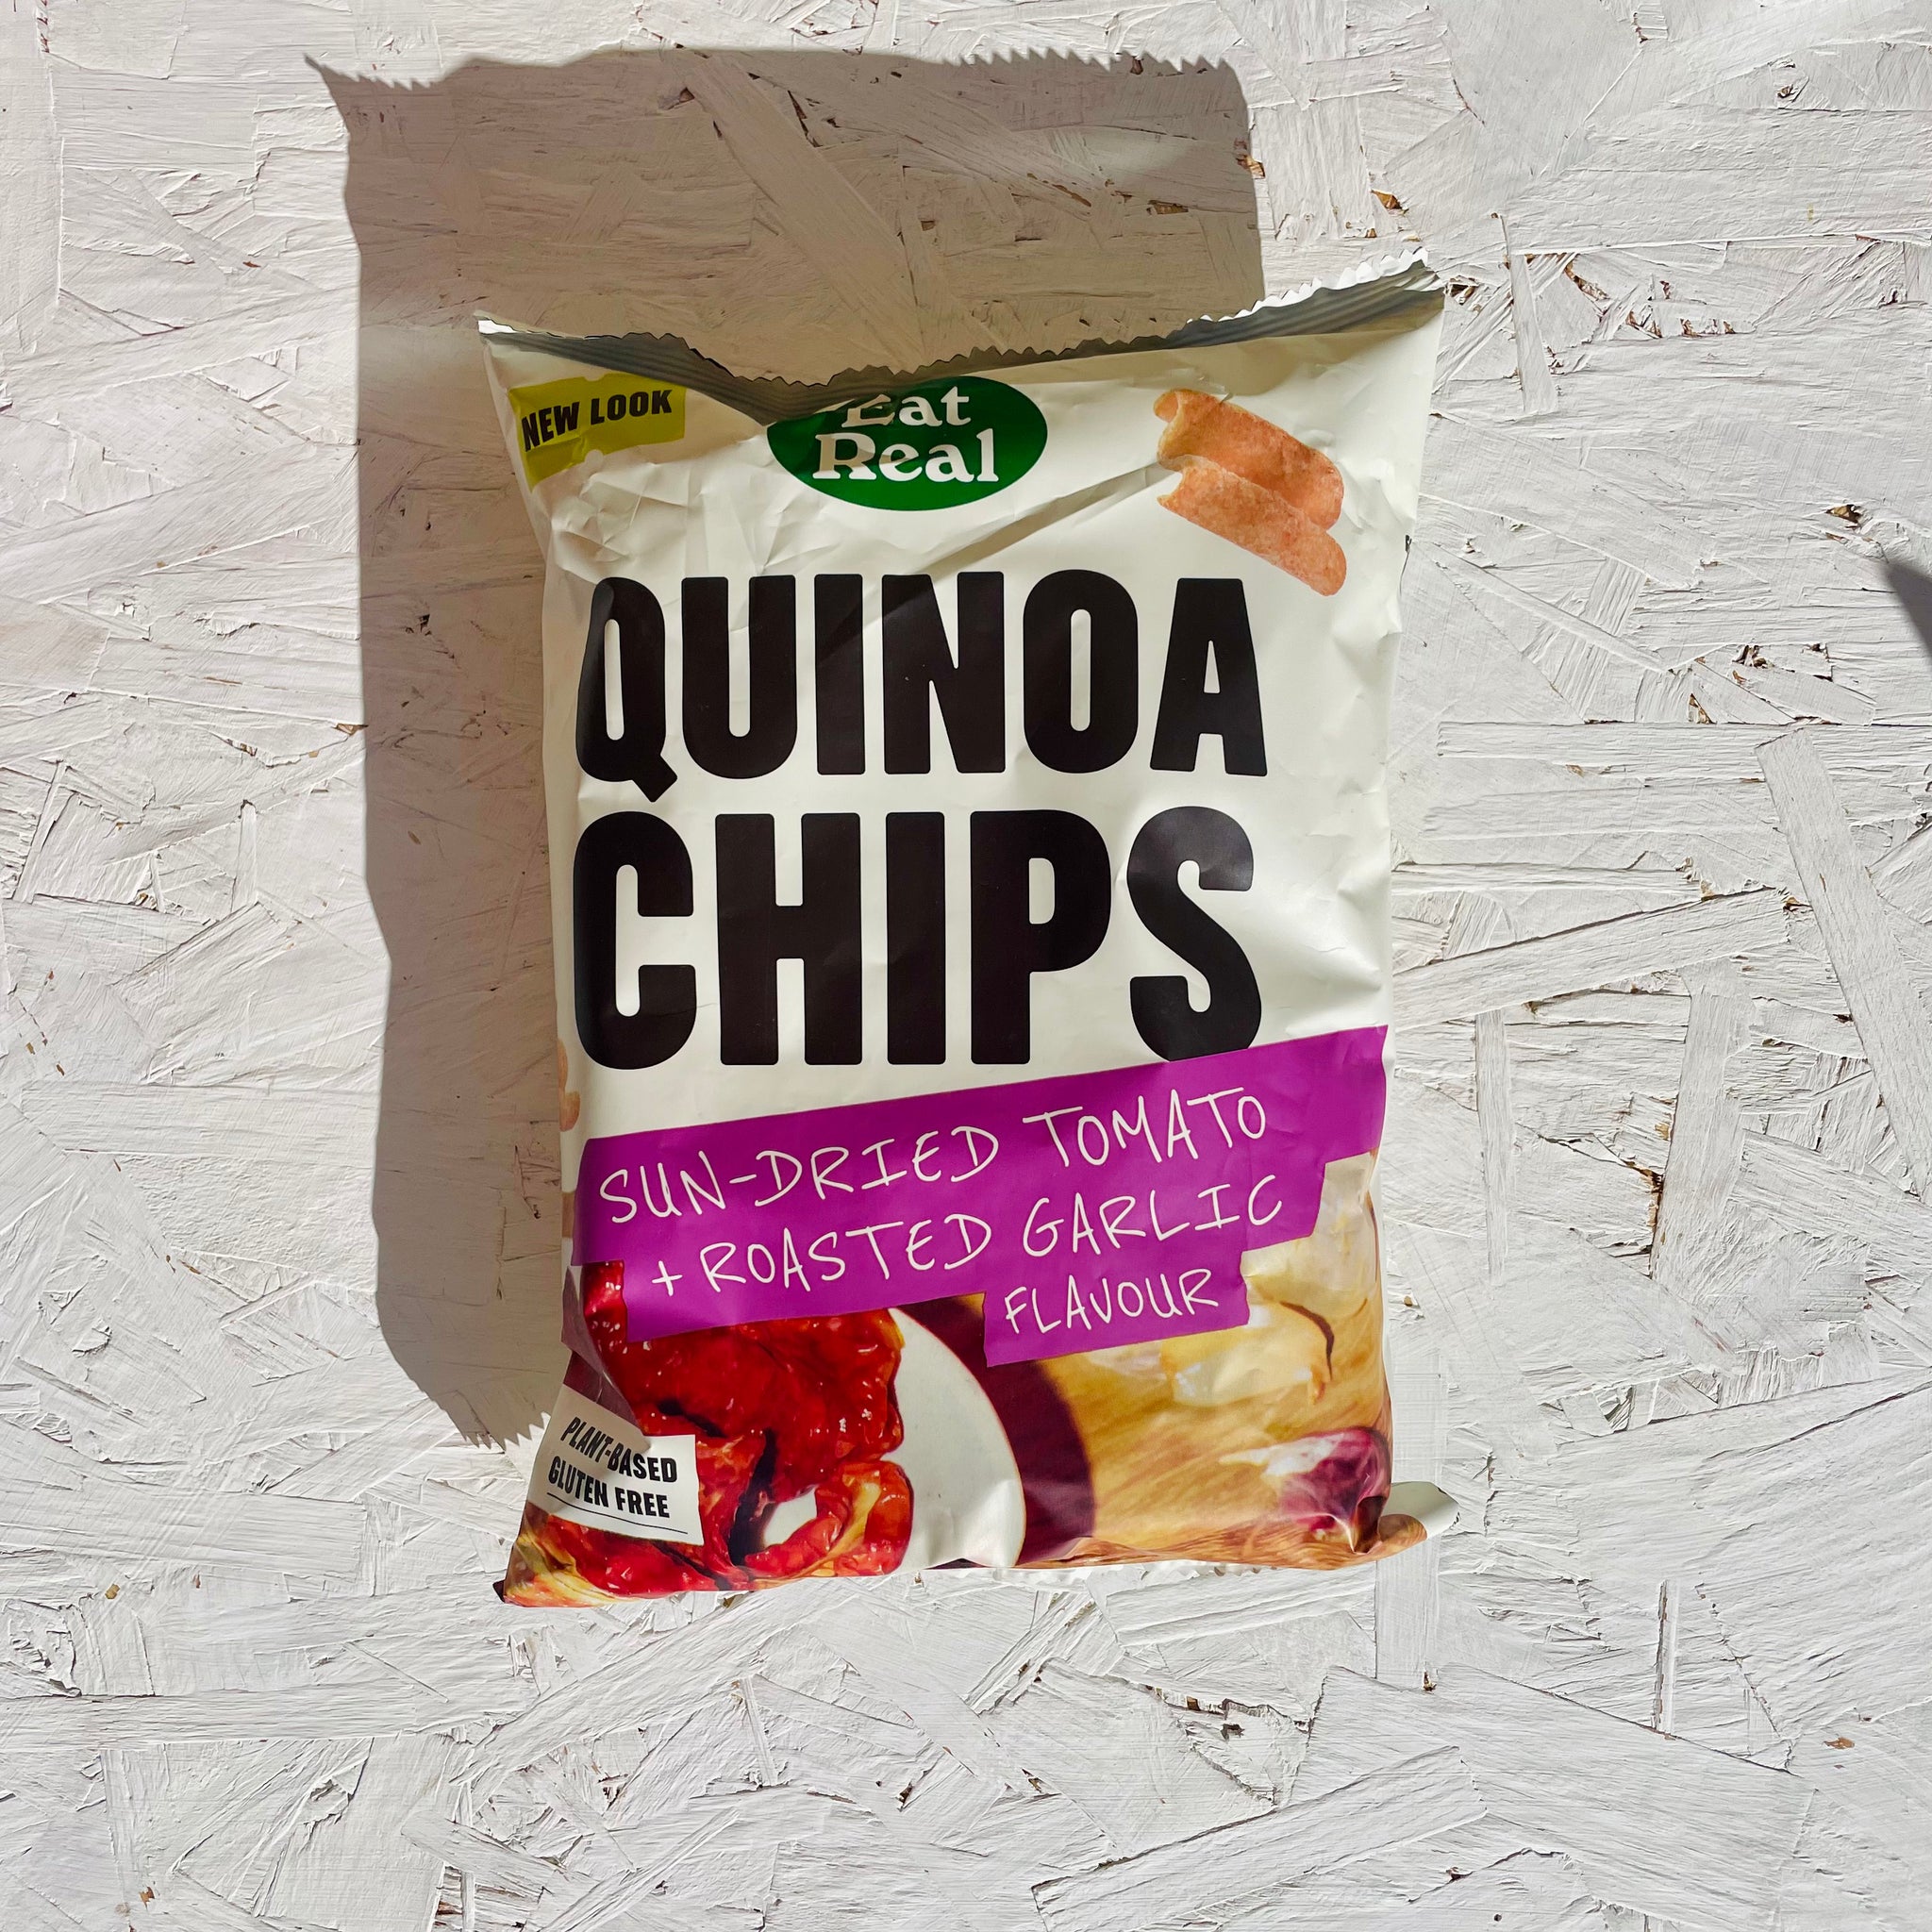 NEW LOOK
Eat
Real
QUINOA
CHIPS
SUN-DRIED TOMATO
+ ROASTED GARLIC
FLAVOUR
PLANT-BASED
GLUTEN FREE